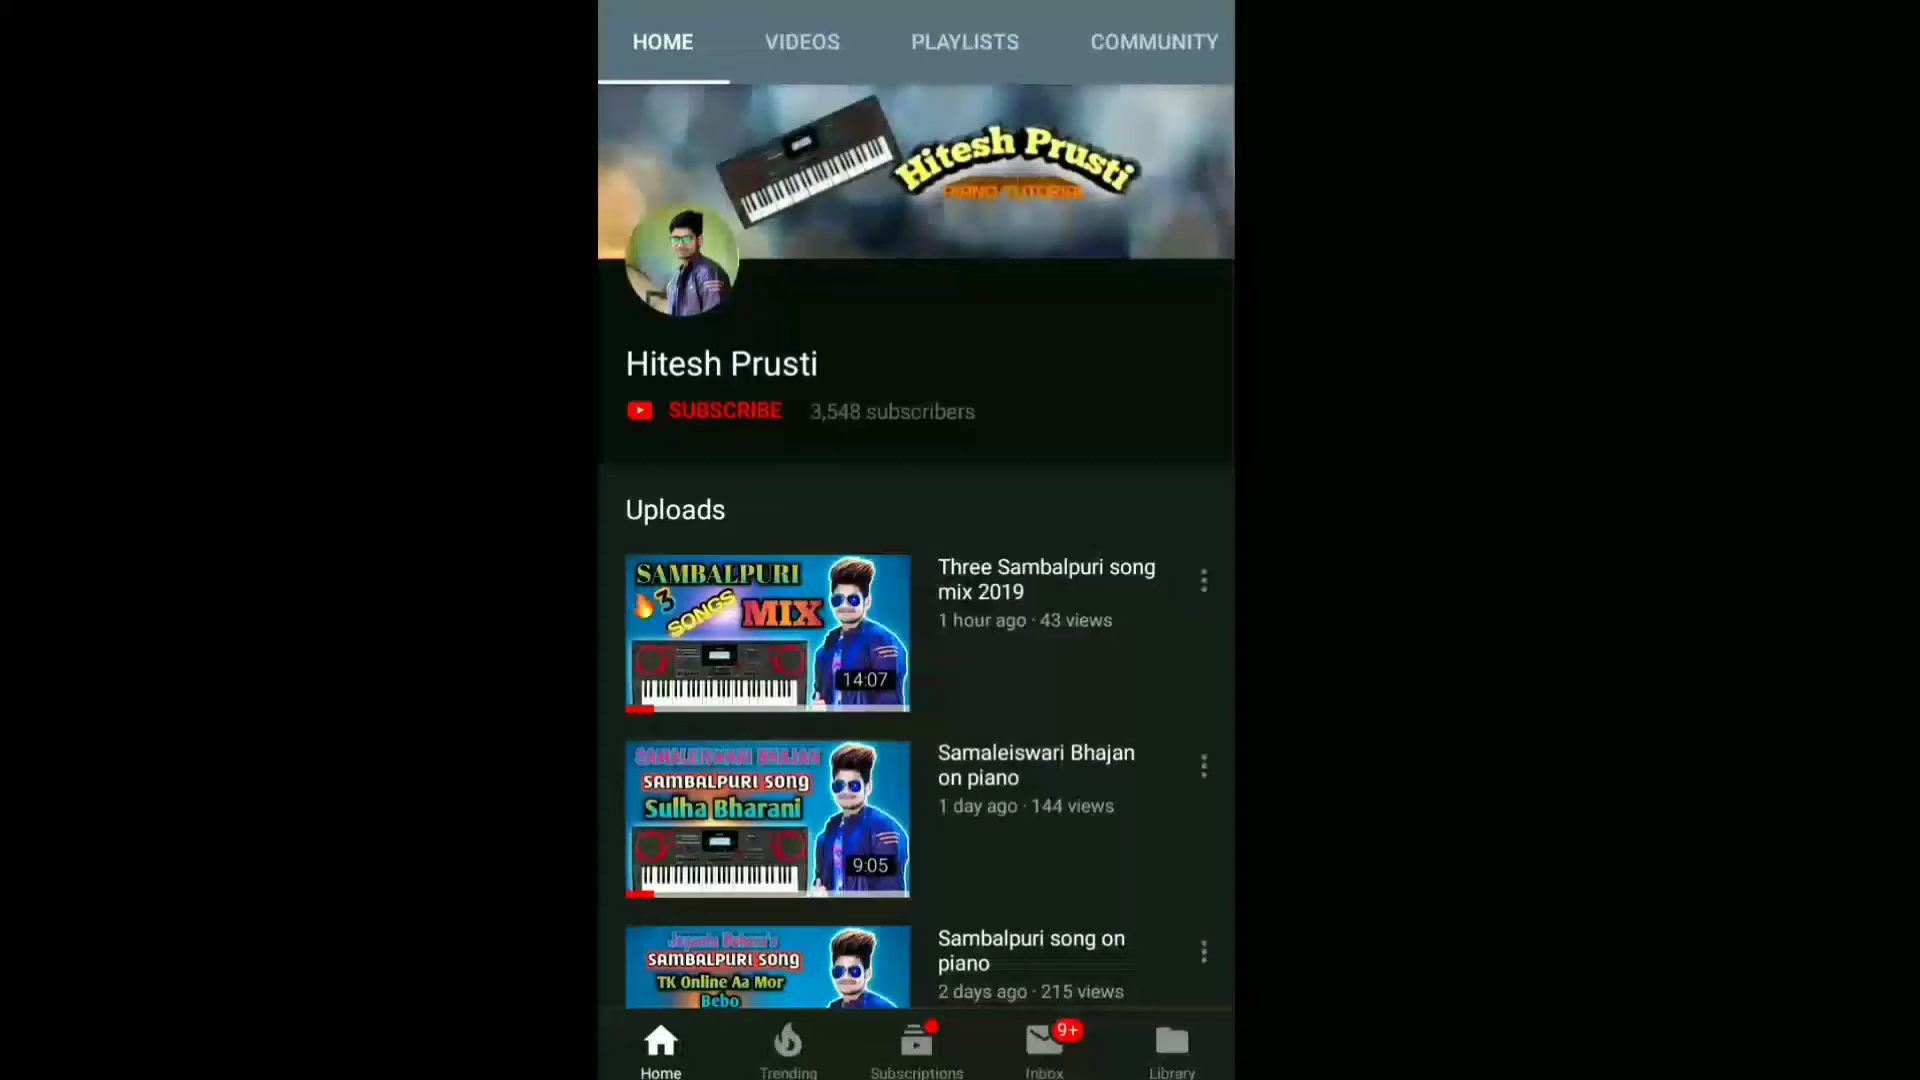 HOME VIDEOS PLAYLISTS COMMUNITY
Hitesh Prusti
PIANO TUTORIAL
Hitesh Prusti
SUBSCRIBE 3,548 subscribers
Uploads
SAMBALPURI
3 SONGS MIX
14:07
Three Sambalpuri song
mix 2019
1 hour ago · 43 views
SAMALEISWARI BHAJAN
SAMBALPURI SONG
Sulha Bharani
9:05
Samaleiswari Bhajan
on piano
1 day ago · 144 views
SAMBALPURI SONG
TK Online Aa Mor
Bebo
Sambalpuri song on
piano
2 days ago · 215 views
9+
Home Trending Subscriptions Inbox Library